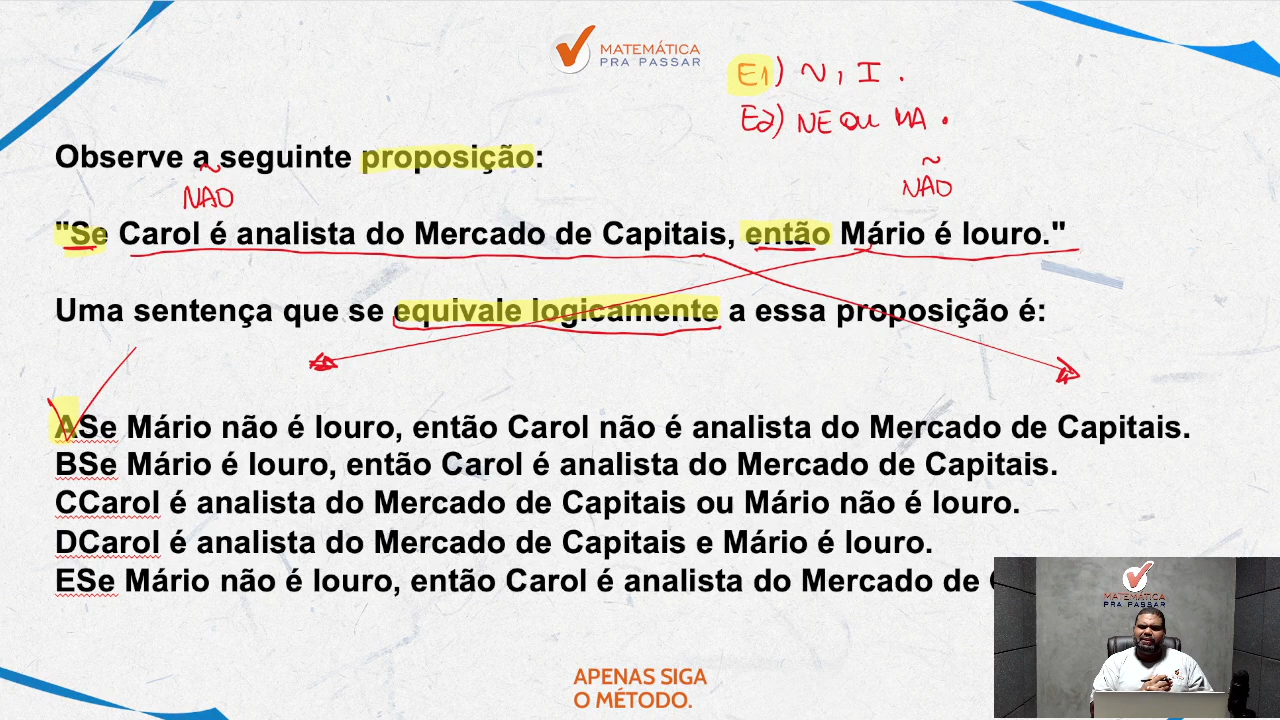 MATEMÁTICA
PRA PASSAR
E1) N, I.
E2) NE OU MA.
Observe a seguinte proposição:
~
NÃO
~
NÃO
"Se Carol é analista do Mercado de Capitais, então Mário é louro."
Uma sentença que se equivale logicamente a essa proposição é:
ASe Mário não é louro, então Carol não é analista do Mercado de Capitais.
BSe Mário é louro, então Carol é analista do Mercado de Capitais.
CCarol é analista do Mercado de Capitais ou Mário não é louro.
DCarol é analista do Mercado de Capitais e Mário é louro.
ESe Mário não é louro, então Carol é analista do Mercado de
MATEMÁTICA
PRA PASSAR
APENAS SIGA
O MÉTODO.